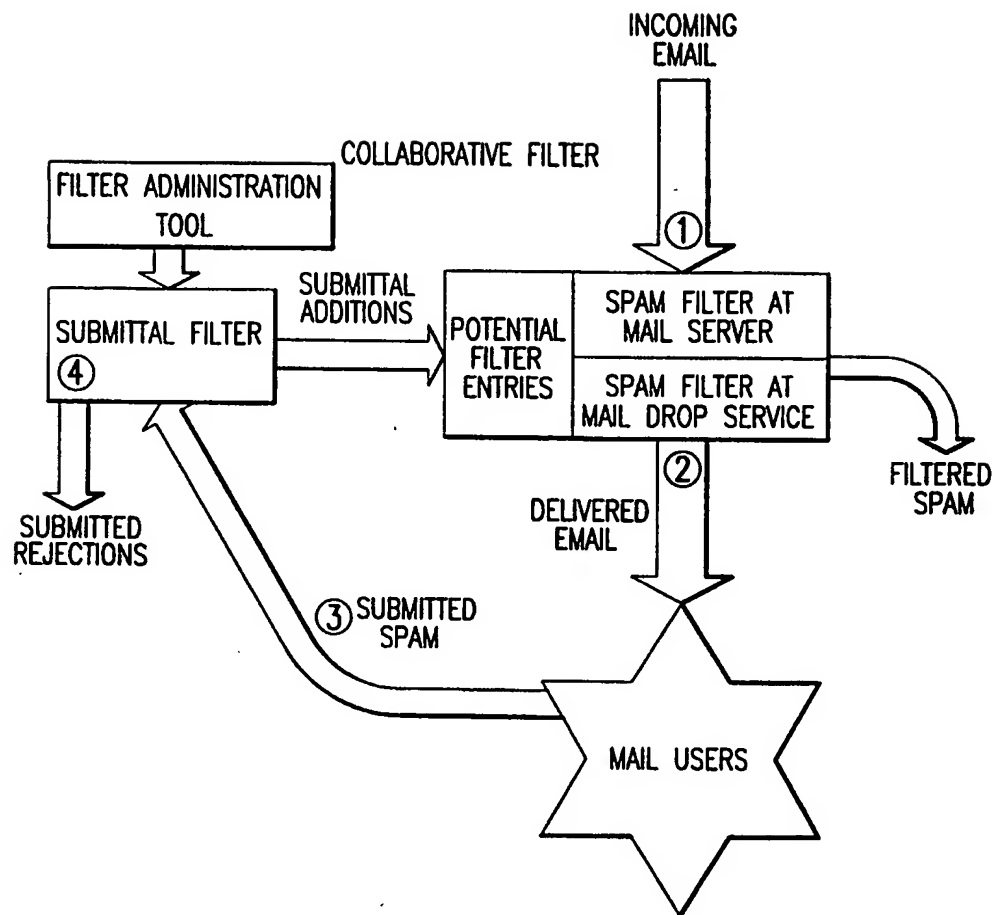 INCOMING
EMAIL
COLLABORATIVE FILTER
FILTER ADMINISTRATION
TOOL
①
SUBMITTAL
ADDITIONS
SUBMITTAL FILTER
④
POTENTIAL
FILTER
ENTRIES
SPAM FILTER AT
MAIL SERVER
SPAM FILTER AT
MAIL DROP SERVICE
②
FILTERED
SPAM
DELIVERED
EMAIL
SUBMITTED
REJECTIONS
③ SUBMITTED
SPAM
MAIL USERS